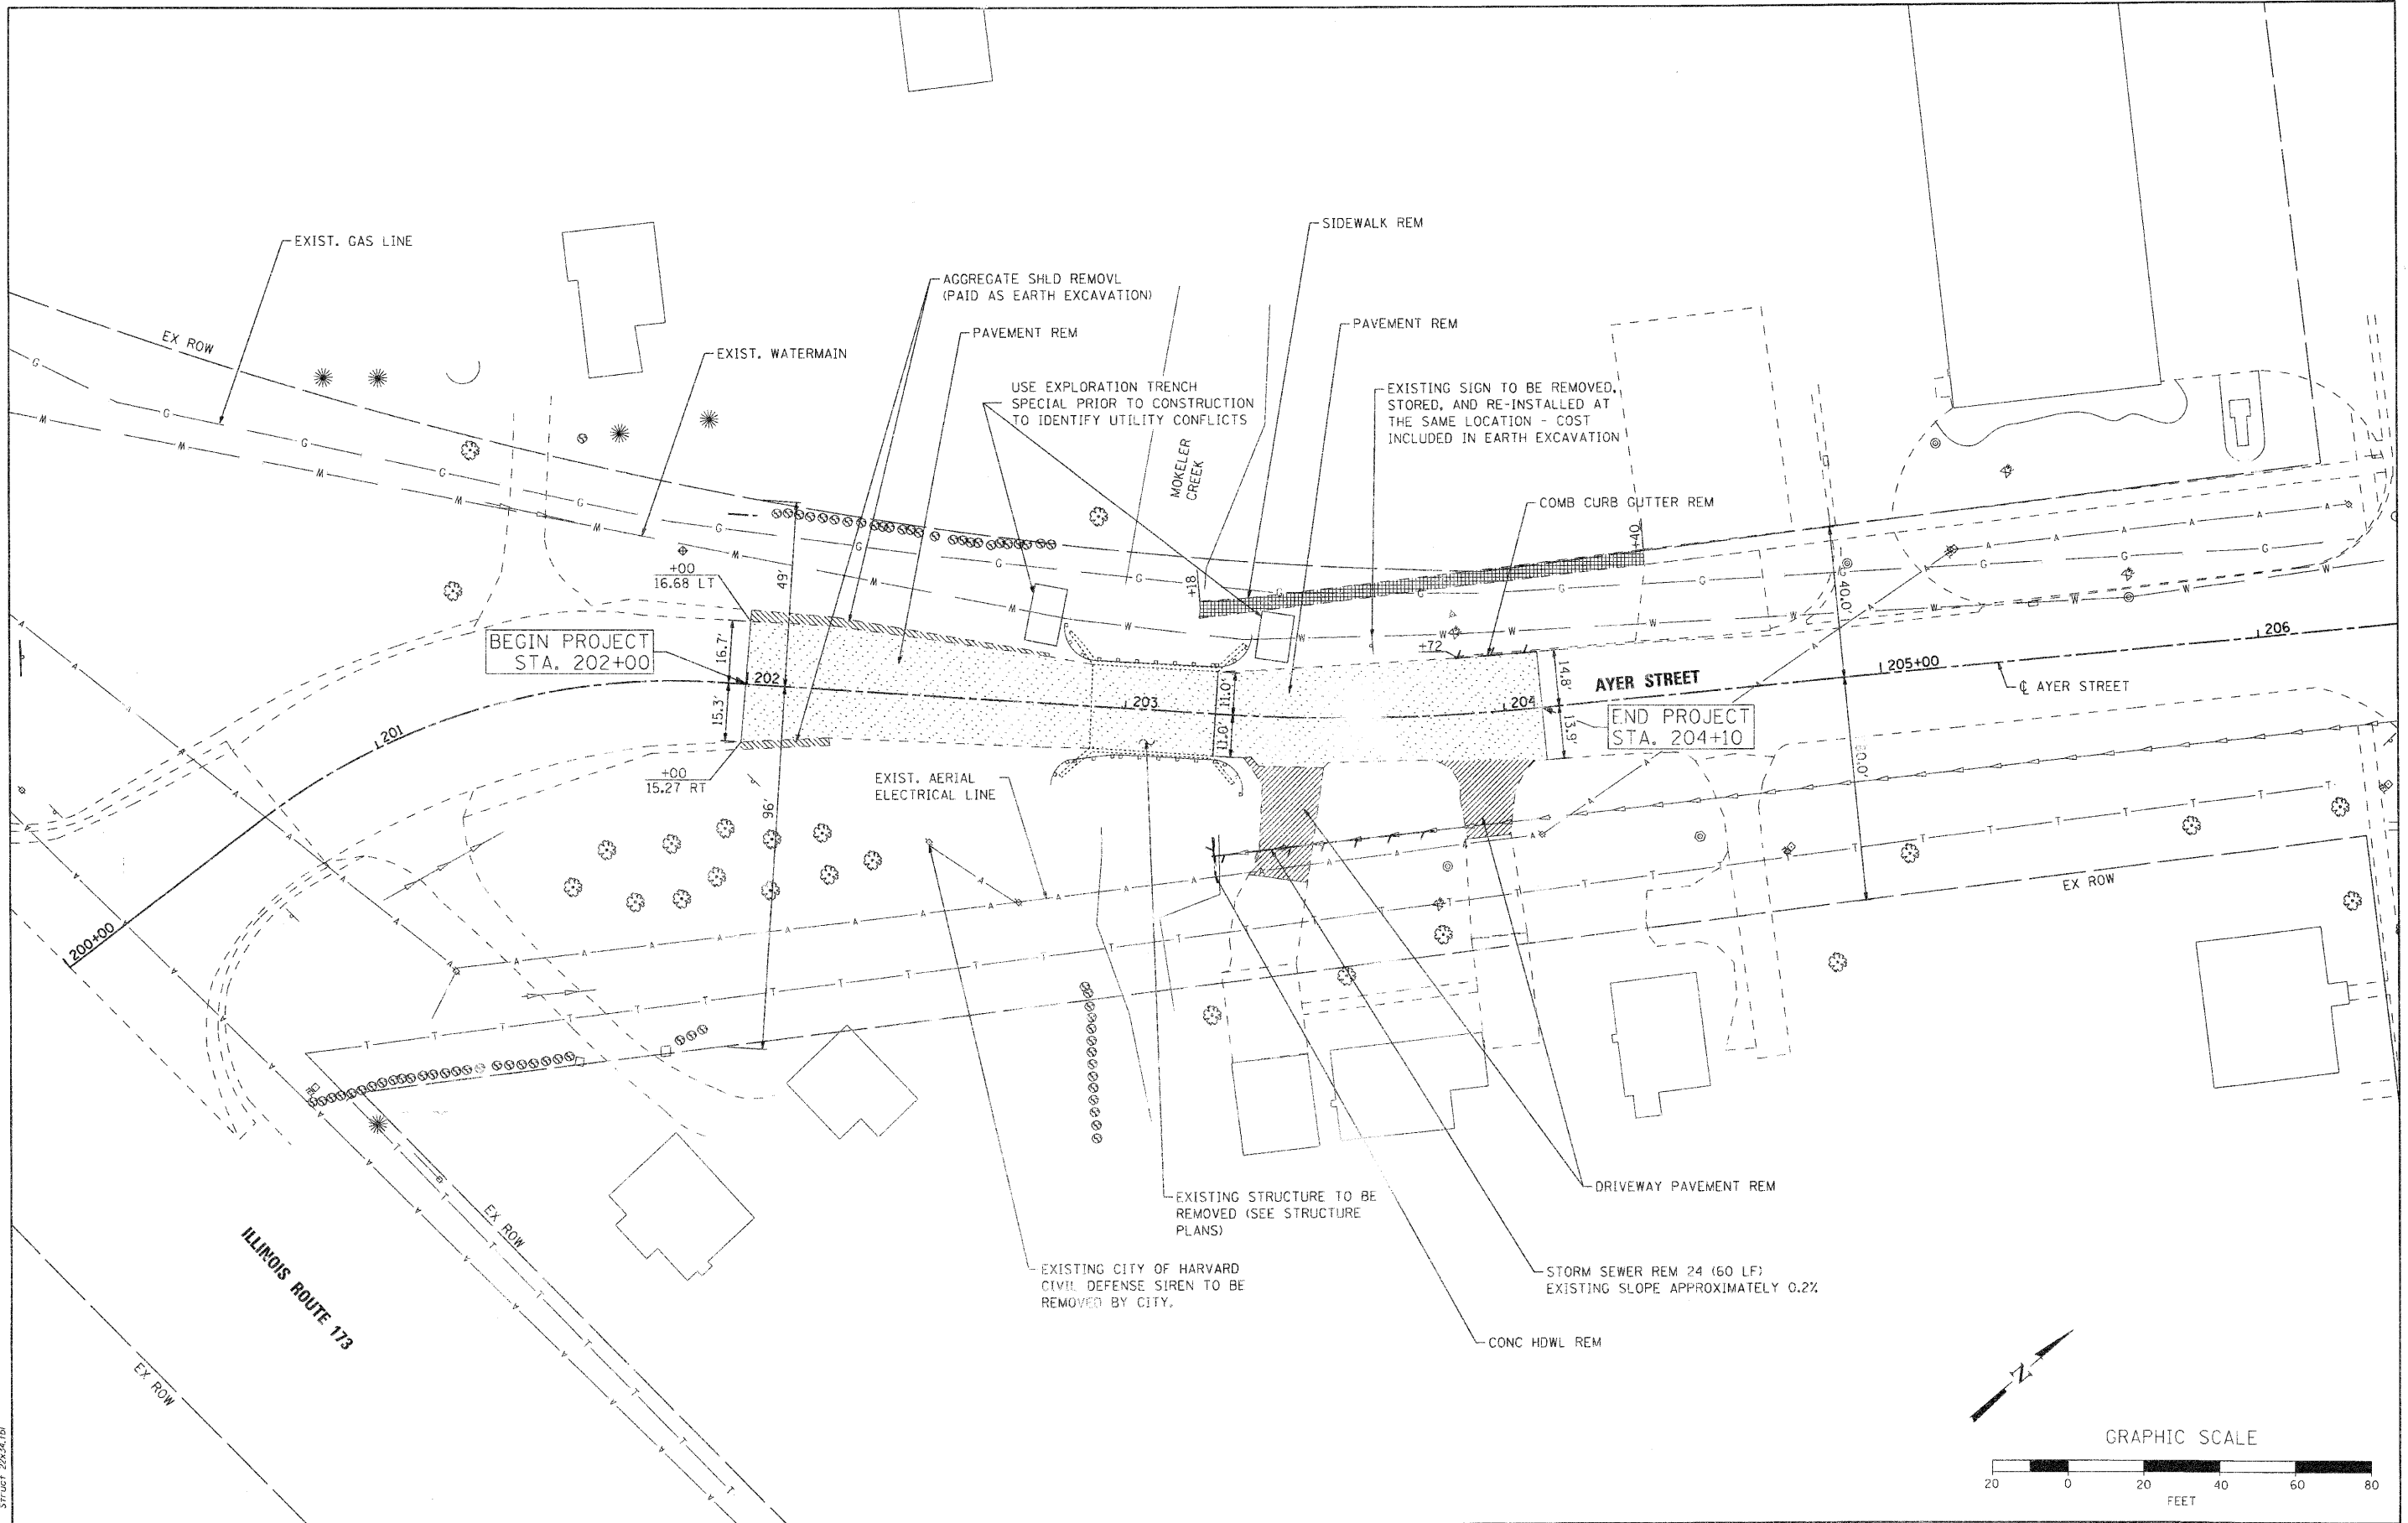 SIDEWALK REM
EXIST. GAS LINE
AGGREGATE SHLD REMOVL
(PAID AS EARTH EXCAVATION)
PAVEMENT REM
PAVEMENT REM
EX ROW
EXIST. WATERMAIN
USE EXPLORATION TRENCH
SPECIAL PRIOR TO CONSTRUCTION
TO IDENTIFY UTILITY CONFLICTS
EXISTING SIGN TO BE REMOVED,
STORED, AND RE-INSTALLED AT
THE SAME LOCATION - COST
INCLUDED IN EARTH EXCAVATION
MOKELER
CREEK
COMB CURB GUTTER REM
+40
49'
+00
16.68 LT
+18
40.0'
BEGIN PROJECT
STA. 202+00
16.7'
15.3'
202
203
11.0'
11.0'
+72
204
14.8'
13.9'
AYER STREET
205+00
206
℄ AYER STREET
END PROJECT
STA. 204+10
201
+00
15.27 RT
96'
EXIST. AERIAL
ELECTRICAL LINE
200+00
EX ROW
DRIVEWAY PAVEMENT REM
EXISTING STRUCTURE TO BE
REMOVED (SEE STRUCTURE
PLANS)
EX ROW
ILLINOIS ROUTE 173
EXISTING CITY OF HARVARD
CIVIL DEFENSE SIREN TO BE
REMOVED BY CITY.
STORM SEWER REM 24 (60 LF)
EXISTING SLOPE APPROXIMATELY 0.2%
CONC HDWL REM
EX ROW
N
GRAPHIC SCALE
20 0 20 40 60 80
FEET